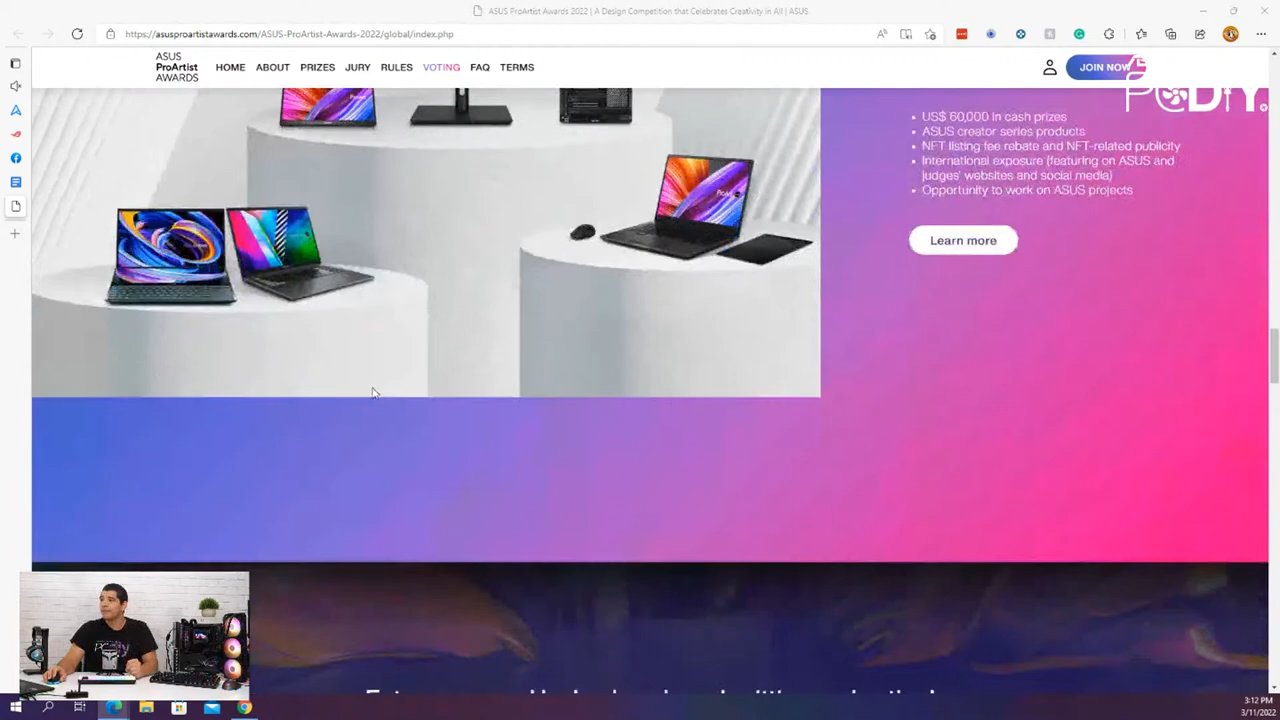 ASUS ProArtist Awards 2022 | A Design Competition that Celebrates Creativity in All | ASUS
https://asusproartistawards.com/ASUS-ProArtist-Awards-2022/global/index.php
ASUS
ProArtist
AWARDS
HOME
ABOUT
PRIZES
JURY
RULES
VOTING
FAQ
TERMS
JOIN NOW
PCDIY.
US$ 60,000 in cash prizes
ASUS creator series products
NFT listing fee rebate and NFT-related publicity
International exposure (featuring on ASUS and
judges' websites and social media)
Opportunity to work on ASUS projects
Learn more
PCDIY
3:12 PM
3/11/2022